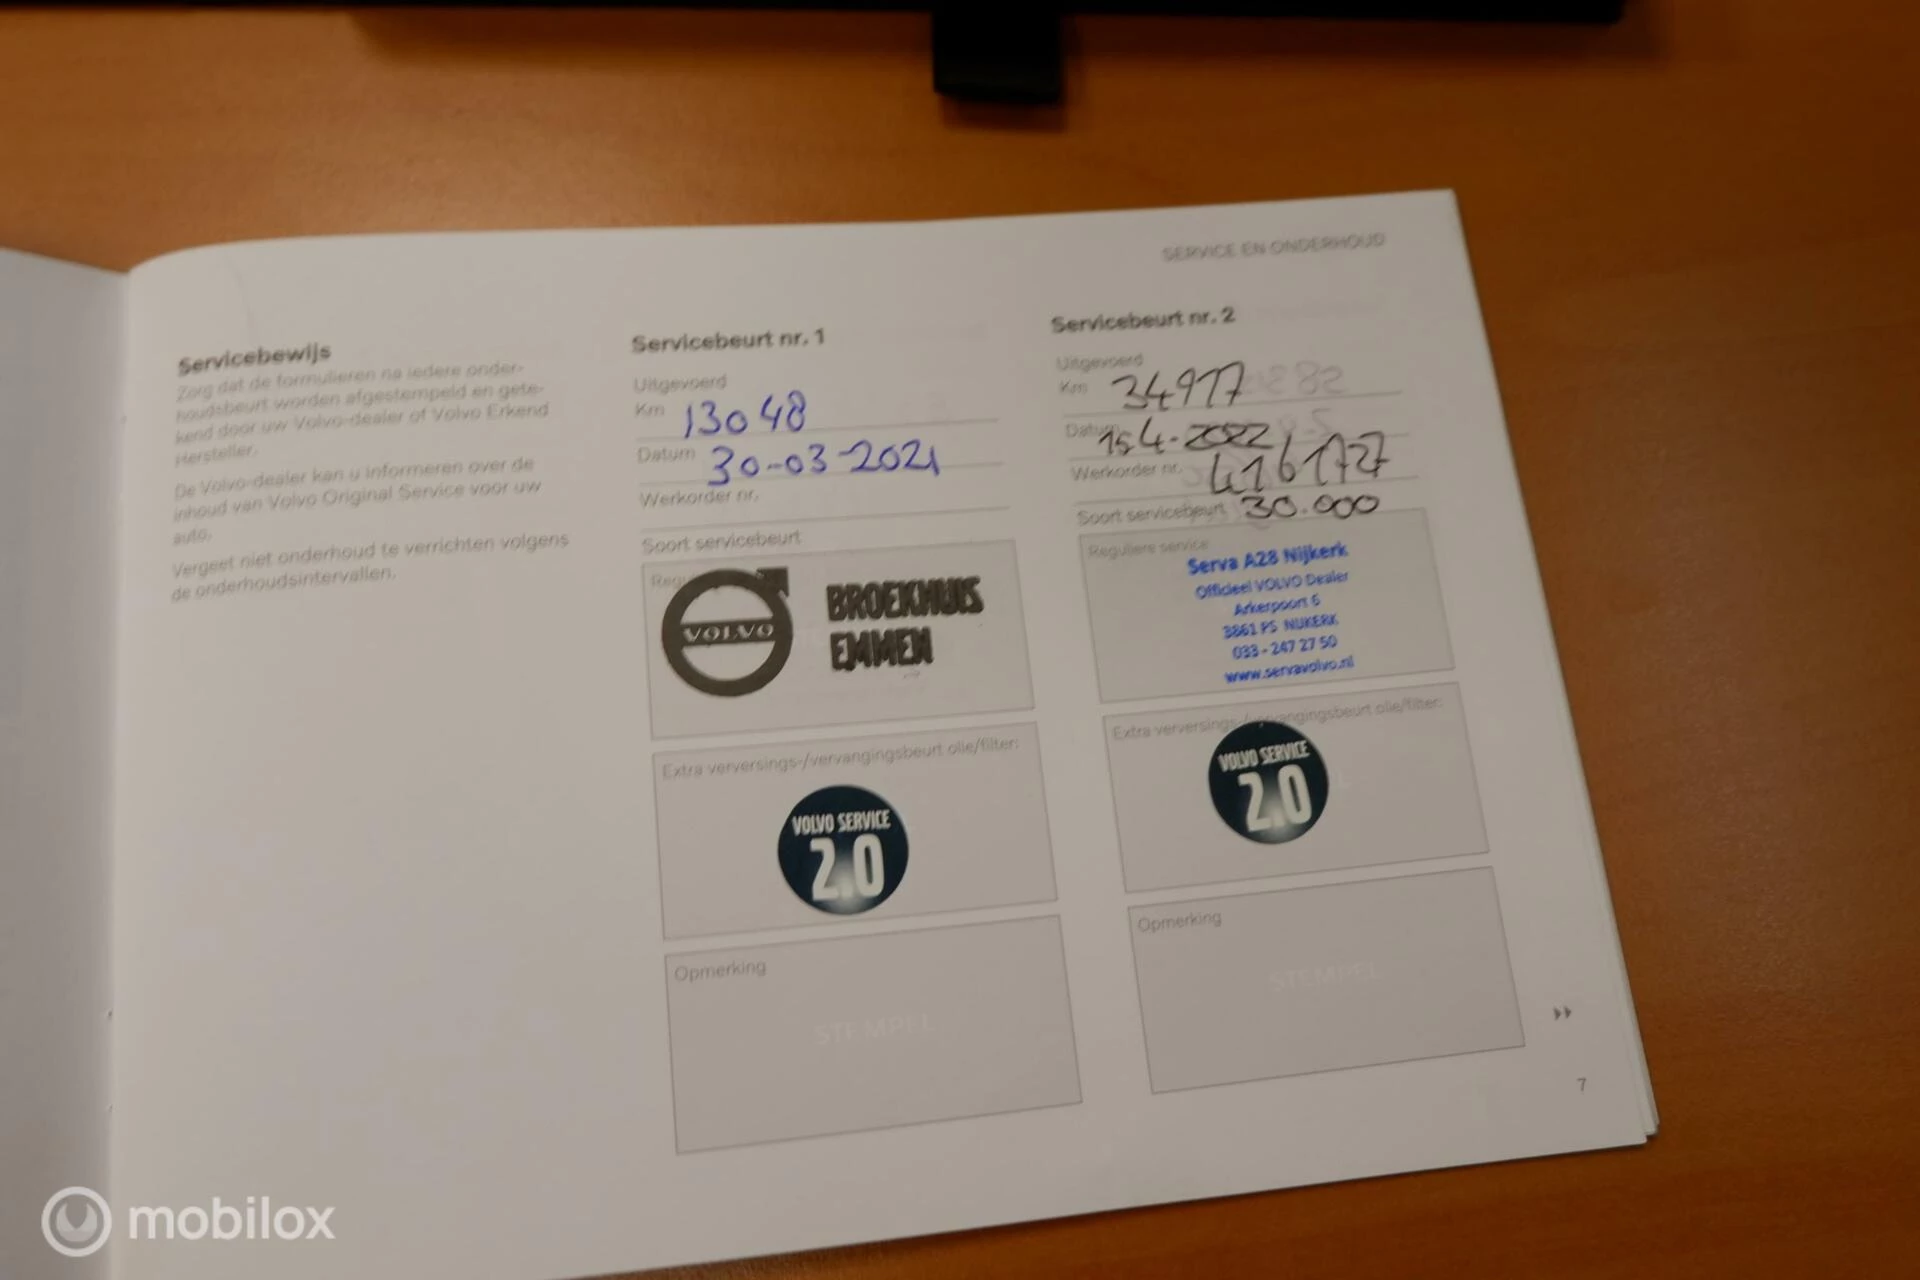 SERVICE EN ONDERHOUD
Servicebewijs
Zorg dat de formulieren na iedere onder-
houdsbeurt worden afgestempeld en gete-
kend door uw Volvo-dealer of Volvo Erkend
Hersteller.
De Volvo-dealer kan u informeren over de
inhoud van Volvo Original Service voor uw
auto.
Vergeet niet onderhoud te verrichten volgens
de onderhoudsintervallen.
Servicebeurt nr. 1
Uitgevoerd
Km 13048
Datum 30-03-2021
Werkorder nr.
Soort servicebeurt
VOLVO
BROEKHUIS
EMMEN
Extra verversings-/vervangingsbeurt olie/filter:
VOLVO SERVICE
2.0
Opmerking
STEMPEL
Servicebeurt nr. 2
Uitgevoerd
Km 34977
Datum 15 4-2022
Werkorder nr. 416172
Soort servicebeurt 30.000
Reguliere service
Serva A28 Nijkerk
Officieel VOLVO Dealer
Arkerpoort 6
3861 PS NIJKERK
033 - 247 27 50
www.servavolvo.nl
Extra verversings-/vervangingsbeurt olie/filter:
VOLVO SERVICE
2.0
Opmerking
STEMPEL
7
mobilox